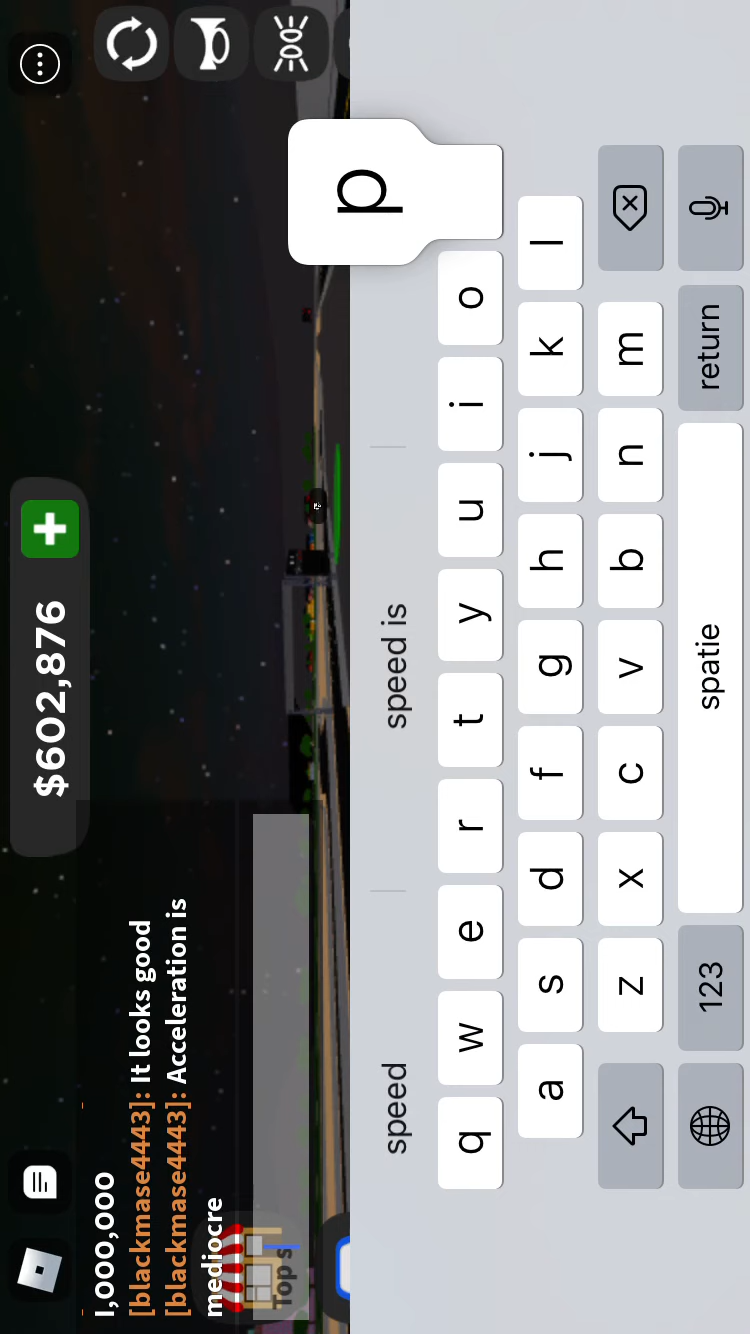 $602,876
1,000,000
[blackmase4443]: It looks good
[blackmase4443]: Acceleration is
mediocre
Top s
speed
speed is
q w e r t y u i o p
a s d f g h j k l
z x c v b n m
123 spatie return